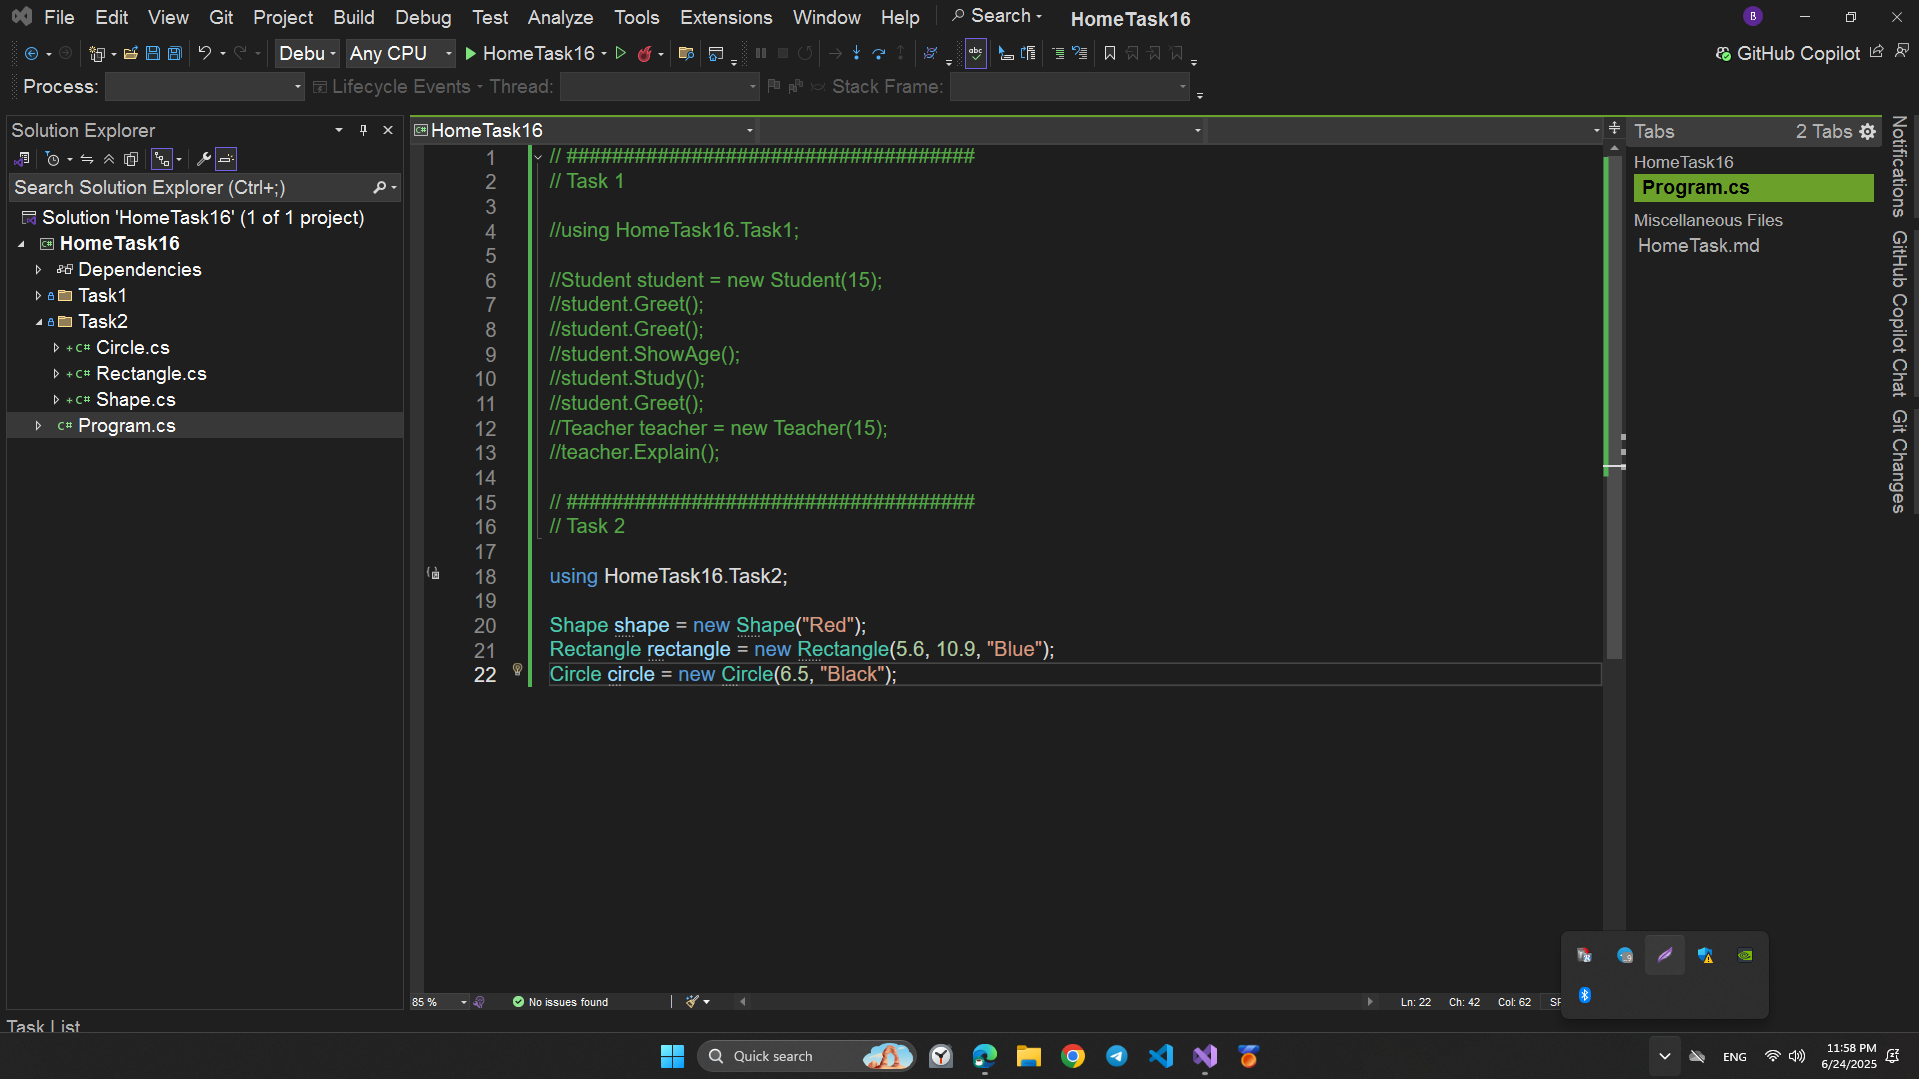 File Edit View Git Project Build Debug Test Analyze Tools Extensions Window Help Search HomeTask16
Debu Any CPU HomeTask16 GitHub Copilot
Process: Lifecycle Events Thread: Stack Frame:
Solution Explorer
Search Solution Explorer (Ctrl+;)
Solution 'HomeTask16' (1 of 1 project)
HomeTask16
Dependencies
Task1
Task2
C# Circle.cs
C# Rectangle.cs
C# Shape.cs
C# Program.cs
HomeTask16
1 // ####################################
2 // Task 1
3
4 //using HomeTask16.Task1;
5
6 //Student student = new Student(15);
7 //student.Greet();
8 //student.Greet();
9 //student.ShowAge();
10 //student.Study();
11 //student.Greet();
12 //Teacher teacher = new Teacher(15);
13 //teacher.Explain();
14
15 // ####################################
16 // Task 2
17
18 using HomeTask16.Task2;
19
20 Shape shape = new Shape("Red");
21 Rectangle rectangle = new Rectangle(5.6, 10.9, "Blue");
22 Circle circle = new Circle(6.5, "Black");
85 % No issues found Ln: 22 Ch: 42 Col: 62
Tabs 2 Tabs
HomeTask16
Program.cs
Miscellaneous Files
HomeTask.md
Notifications
GitHub Copilot Chat
Git Changes
Task List
Quick search
ENG
11:58 PM
6/24/2025